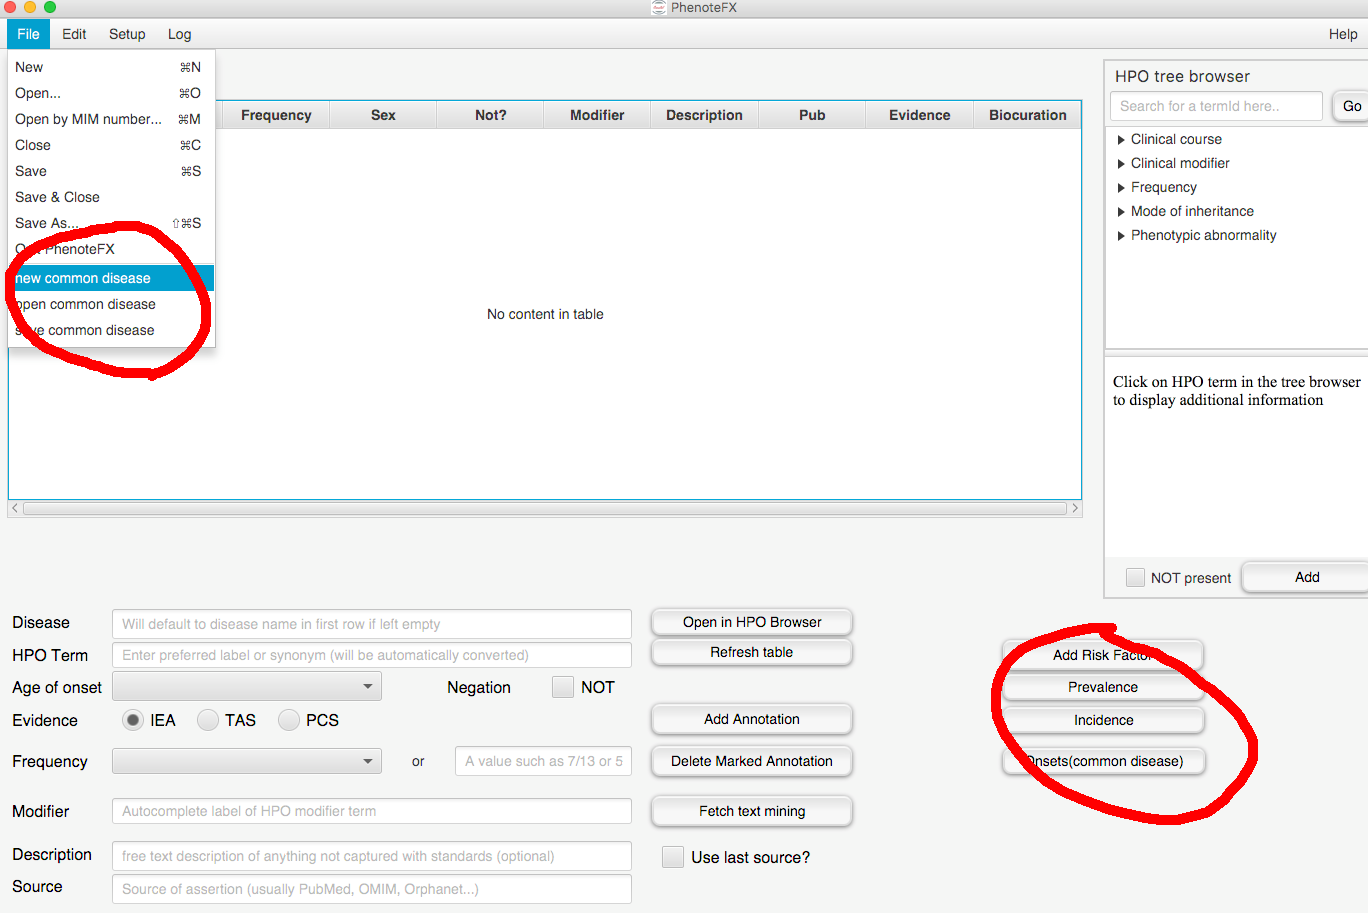 PhenoteFX
File Edit Setup Log Help
New ⌘N
Open... ⌘O
Open by MIM number... ⌘M
Close ⌘C
Save ⌘S
Save & Close
Save As... ⇧⌘S
PhenoteFX
new common disease
open common disease
save common disease
Frequency Sex Not? Modifier Description Pub Evidence Biocuration
No content in table
HPO tree browser
Search for a termId here.. Go
Clinical course
Clinical modifier
Frequency
Mode of inheritance
Phenotypic abnormality
Click on HPO term in the tree browser
to display additional information
NOT present Add
Disease Will default to disease name in first row if left empty Open in HPO Browser
HPO Term Enter preferred label or synonym (will be automatically converted) Refresh table
Age of onset Negation NOT
Evidence IEA TAS PCS Add Annotation
Frequency or A value such as 7/13 or 5 Delete Marked Annotation
Modifier Autocomplete label of HPO modifier term Fetch text mining
Description free text description of anything not captured with standards (optional) Use last source?
Source Source of assertion (usually PubMed, OMIM, Orphanet...)
Add Risk Factor
Prevalence
Incidence
Onsets(common disease)